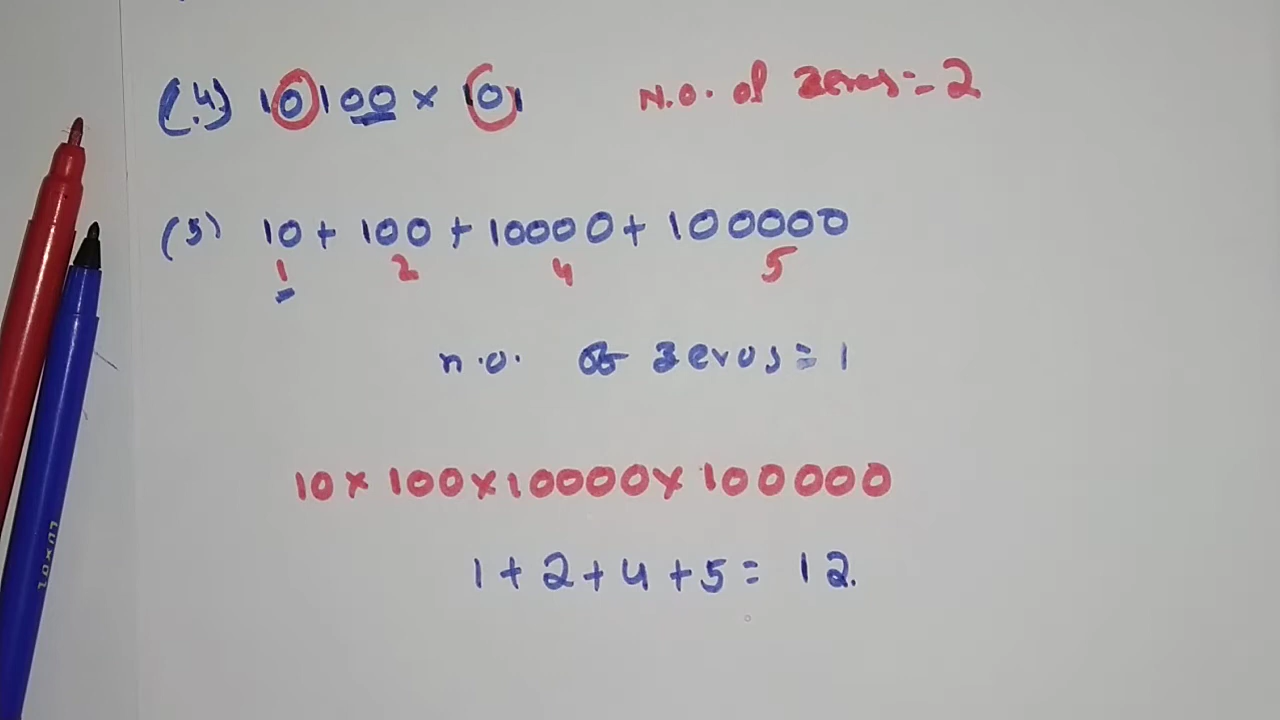 (4) 10100 × 101 N.O. of zeros = 2
(5) 10 + 100 + 10000 + 100000
1 2 4 5
n.o. of zeros = 1
10 × 100 × 10000 × 100000
1 + 2 + 4 + 5 = 12.
LUXOR